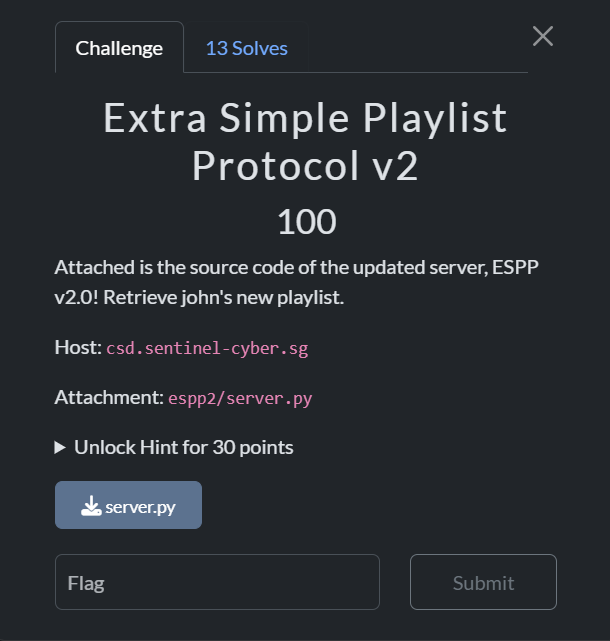 Challenge
13 Solves
Extra Simple Playlist
Protocol v2
100
Attached is the source code of the updated server, ESPP
v2.0! Retrieve john's new playlist.
Host: csd.sentinel-cyber.sg
Attachment: espp2/server.py
Unlock Hint for 30 points
server.py
Flag
Submit